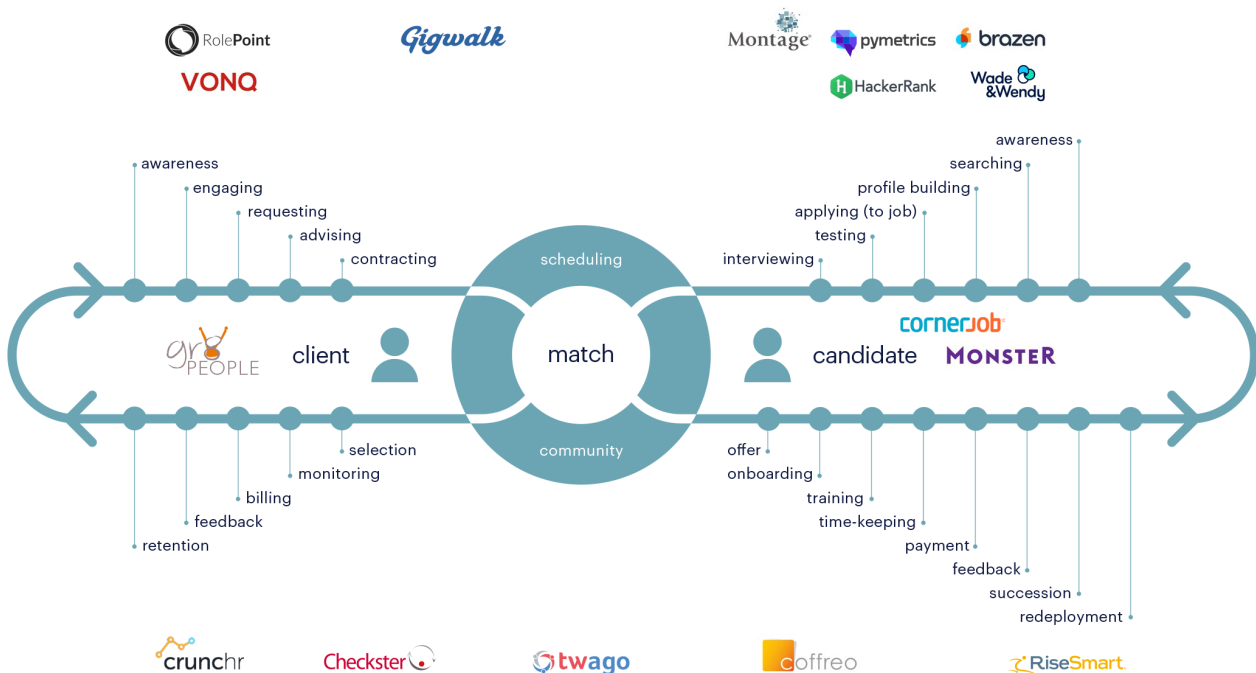 RolePoint
Gigwalk
Montage
pymetrics
brazen
VONQ
HackerRank
Wade
&Wendy
awareness
engaging
requesting
advising
contracting
scheduling
awareness
searching
profile building
applying (to job)
testing
interviewing
gr8
PEOPLE
client
match
candidate
cornerjob
MONSTER
selection
monitoring
billing
feedback
retention
community
offer
onboarding
training
time-keeping
payment
feedback
succession
redeployment
crunchr
Checkster
twago
coffreo
RiseSmart